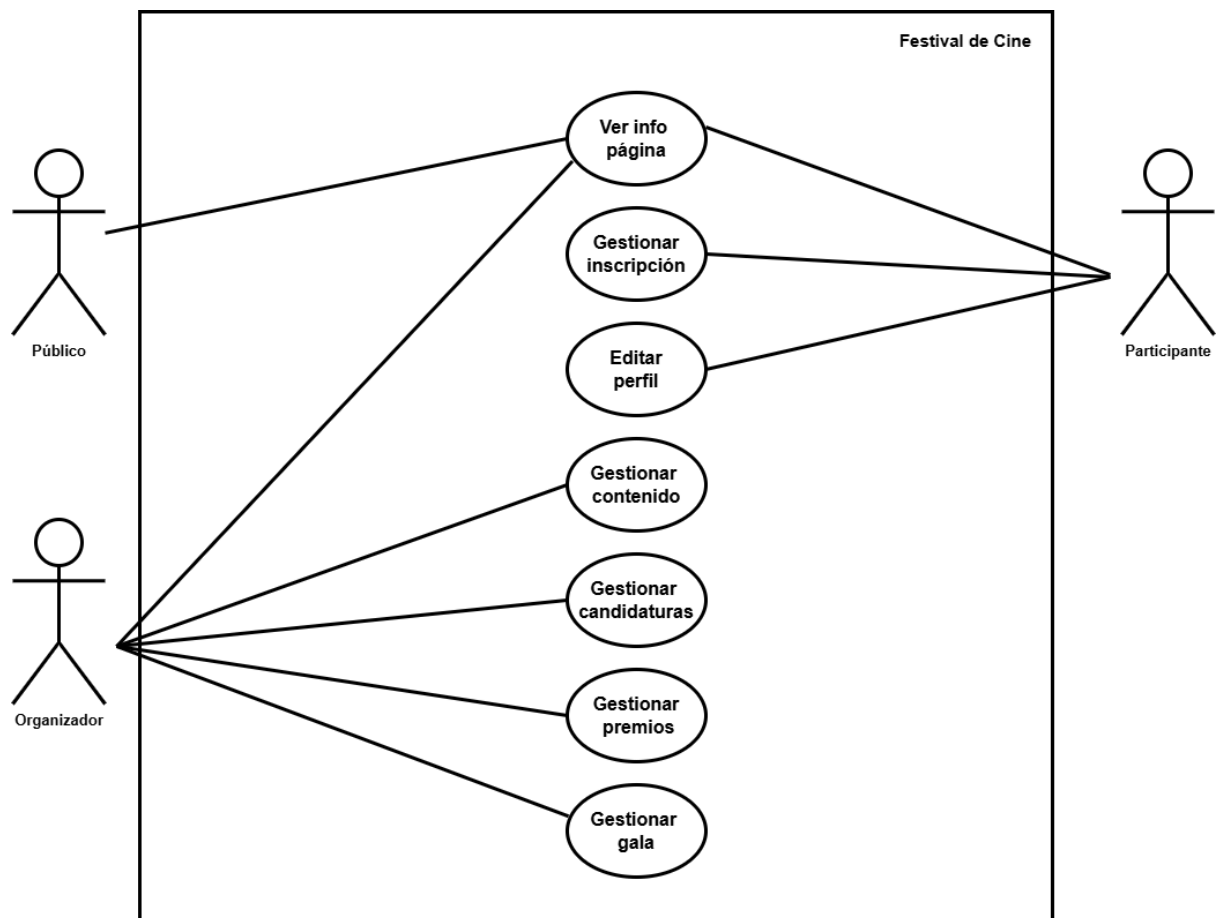 Festival de Cine
Ver info
página
Gestionar
inscripción
Editar
perfil
Público
Participante
Gestionar
contenido
Gestionar
candidaturas
Organizador
Gestionar
premios
Gestionar
gala